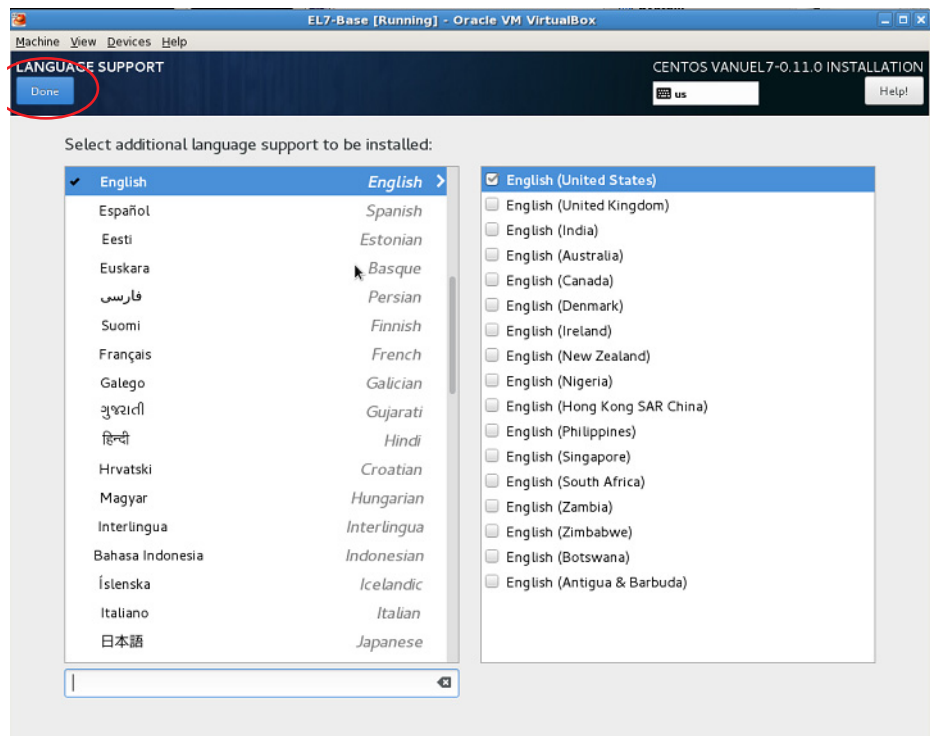 EL7-Base [Running] - Oracle VM VirtualBox
Machine View Devices Help
LANGUAGE SUPPORT
CENTOS VANUEL7-0.11.0 INSTALLATION
Done
us
Help!
Select additional language support to be installed:
English English
Español Spanish
Eesti Estonian
Euskara Basque
فارسی Persian
Suomi Finnish
Français French
Galego Galician
ગુજરાતી Gujarati
हिन्दी Hindi
Hrvatski Croatian
Magyar Hungarian
Interlingua Interlingua
Bahasa Indonesia Indonesian
Íslenska Icelandic
Italiano Italian
日本語 Japanese
English (United States)
English (United Kingdom)
English (India)
English (Australia)
English (Canada)
English (Denmark)
English (Ireland)
English (New Zealand)
English (Nigeria)
English (Hong Kong SAR China)
English (Philippines)
English (Singapore)
English (South Africa)
English (Zambia)
English (Zimbabwe)
English (Botswana)
English (Antigua & Barbuda)